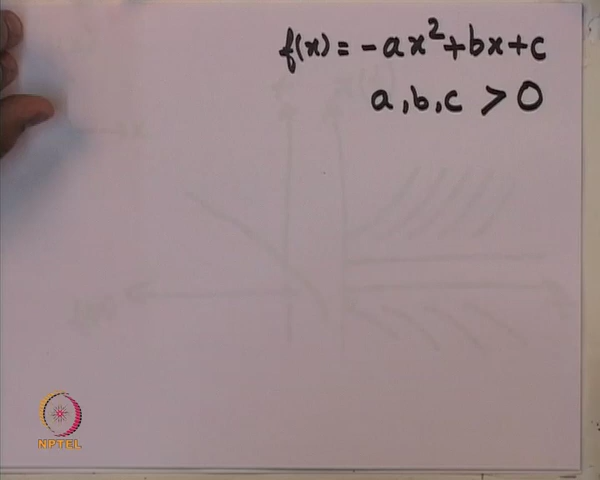 f(x) = -ax²+bx+c
a,b,c > 0
NPTEL